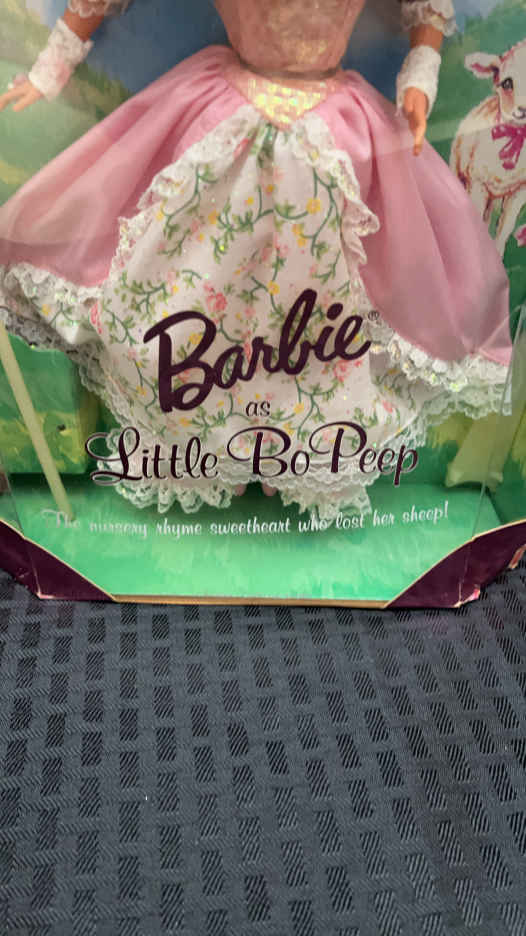 Barbie®
as
Little Bo Peep
The nursery rhyme sweetheart who lost her sheep!